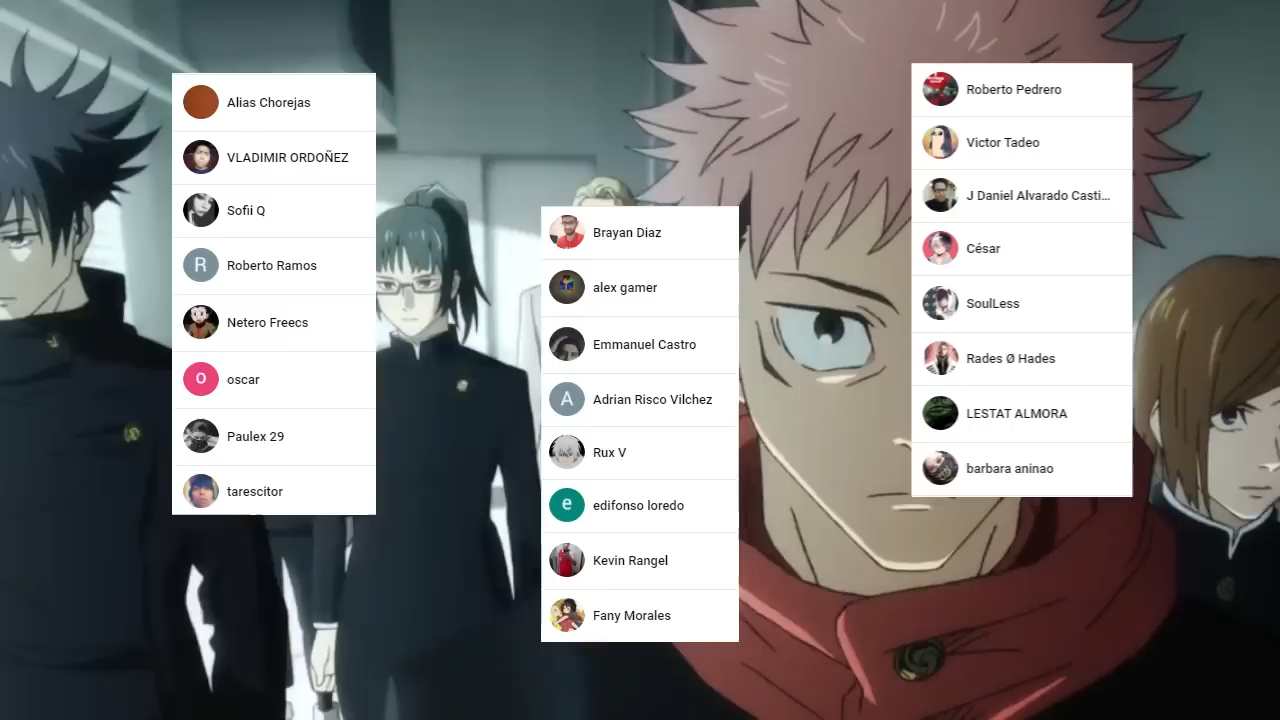 Alias Chorejas
VLADIMIR ORDOÑEZ
Sofii Q
R
Roberto Ramos
Netero Freecs
o
oscar
Paulex 29
tarescitor
Brayan Diaz
alex gamer
Emmanuel Castro
A
Adrian Risco Vilchez
Rux V
e
edifonso loredo
Kevin Rangel
Fany Morales
Roberto Pedrero
Victor Tadeo
J Daniel Alvarado Casti...
César
SoulLess
Rades Ø Hades
LESTAT ALMORA
barbara aninao